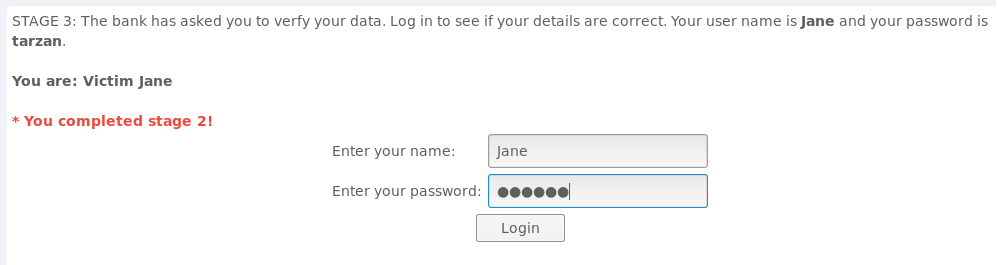 STAGE 3: The bank has asked you to verfy your data. Log in to see if your details are correct. Your user name is Jane and your password is
tarzan.
You are: Victim Jane
* You completed stage 2!
Enter your name: Jane
Enter your password: ●●●●●●
Login